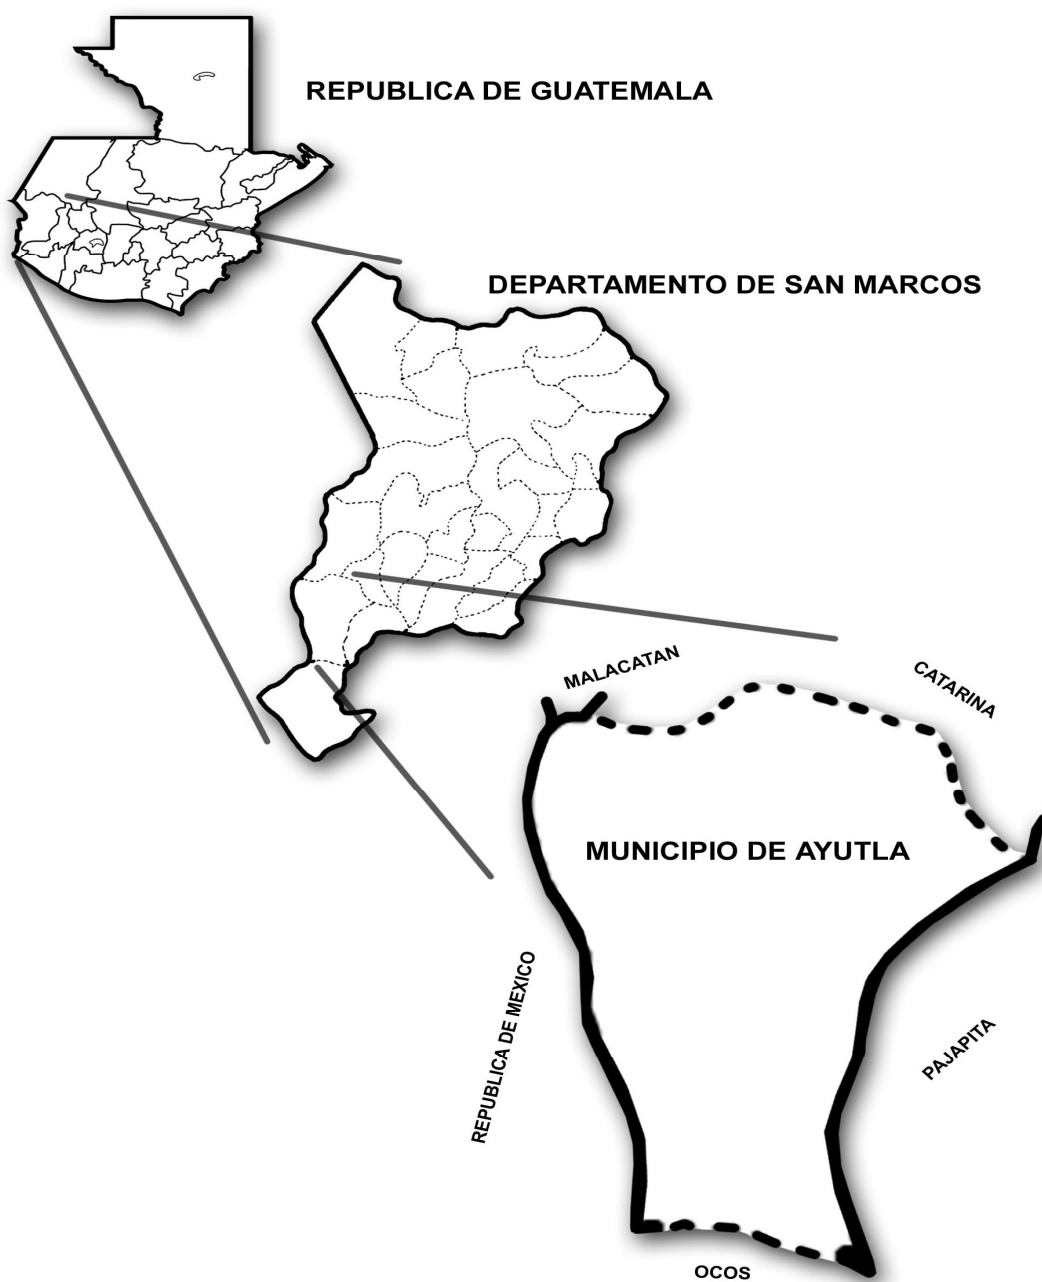 REPUBLICA DE GUATEMALA
DEPARTAMENTO DE SAN MARCOS
MALACATAN
CATARINA
MUNICIPIO DE AYUTLA
REPUBLICA DE MEXICO
PAJAPITA
OCOS